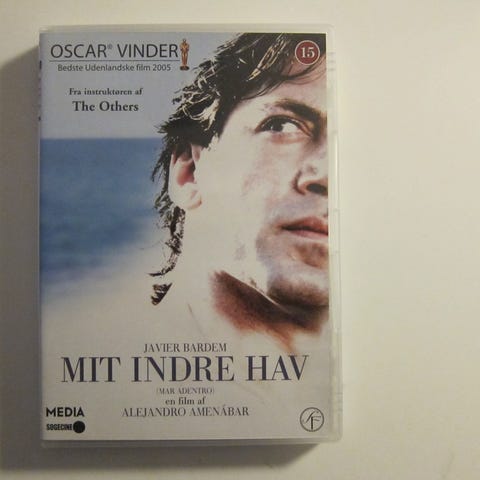 OSCAR® VINDER
Bedste Udenlandske film 2005
15
Fra instruktøren af
The Others
JAVIER BARDEM
MIT INDRE HAV
(MAR ADENTRO)
en film af
ALEJANDRO AMENÁBAR
MEDIA
SOGECINE
SF